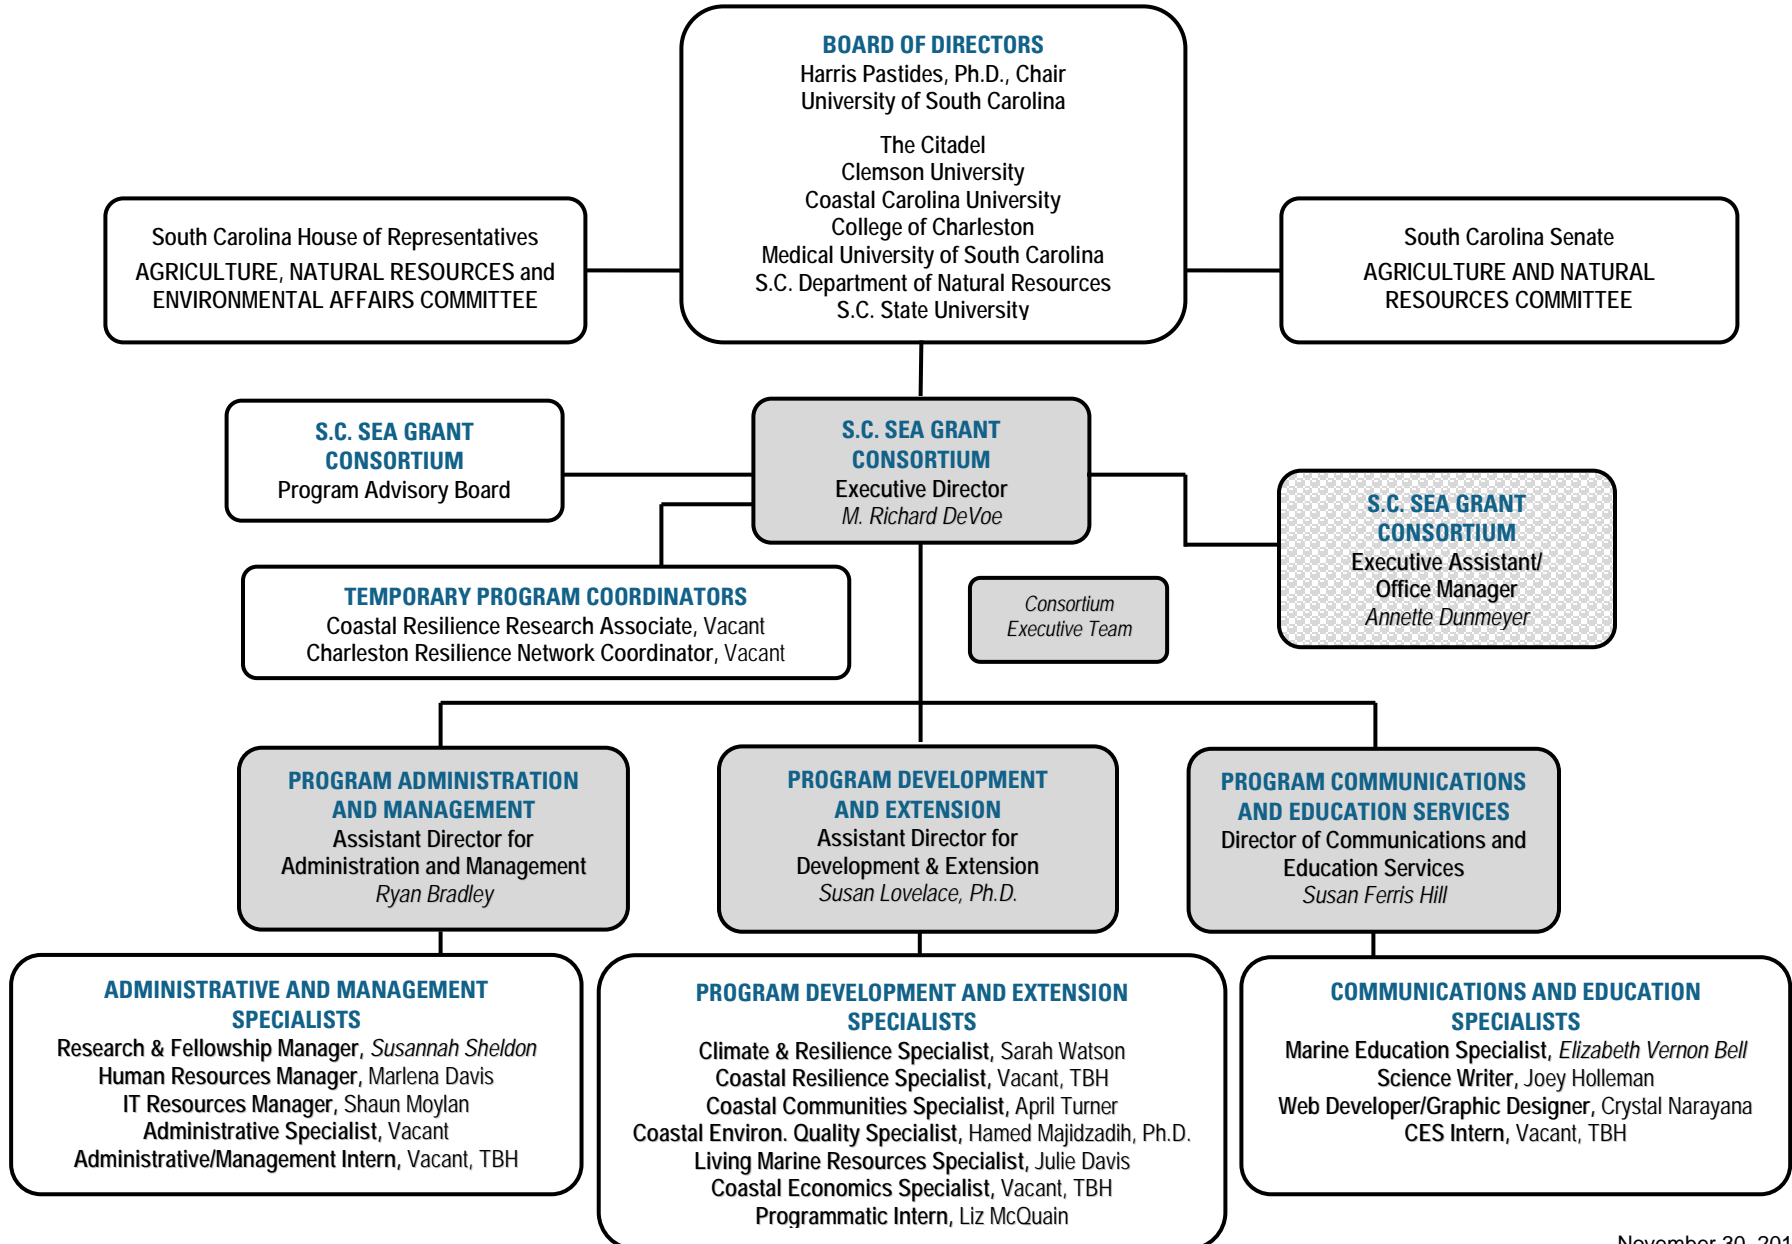 BOARD OF DIRECTORS
Harris Pastides, Ph.D., Chair
University of South Carolina
The Citadel
Clemson University
Coastal Carolina University
College of Charleston
Medical University of South Carolina
S.C. Department of Natural Resources
S.C. State University
South Carolina House of Representatives
AGRICULTURE, NATURAL RESOURCES and
ENVIRONMENTAL AFFAIRS COMMITTEE
South Carolina Senate
AGRICULTURE AND NATURAL
RESOURCES COMMITTEE
S.C. SEA GRANT
CONSORTIUM
Program Advisory Board
S.C. SEA GRANT
CONSORTIUM
Executive Director
M. Richard DeVoe
S.C. SEA GRANT
CONSORTIUM
Executive Assistant/
Office Manager
Annette Dunmeyer
TEMPORARY PROGRAM COORDINATORS
Coastal Resilience Research Associate, Vacant
Charleston Resilience Network Coordinator, Vacant
Consortium
Executive Team
PROGRAM ADMINISTRATION
AND MANAGEMENT
Assistant Director for
Administration and Management
Ryan Bradley
PROGRAM DEVELOPMENT
AND EXTENSION
Assistant Director for
Development & Extension
Susan Lovelace, Ph.D.
PROGRAM COMMUNICATIONS
AND EDUCATION SERVICES
Director of Communications and
Education Services
Susan Ferris Hill
ADMINISTRATIVE AND MANAGEMENT
SPECIALISTS
Research & Fellowship Manager, Susannah Sheldon
Human Resources Manager, Marlena Davis
IT Resources Manager, Shaun Moylan
Administrative Specialist, Vacant
Administrative/Management Intern, Vacant, TBH
PROGRAM DEVELOPMENT AND EXTENSION
SPECIALISTS
Climate & Resilience Specialist, Sarah Watson
Coastal Resilience Specialist, Vacant, TBH
Coastal Communities Specialist, April Turner
Coastal Environ. Quality Specialist, Hamed Majidzadih, Ph.D.
Living Marine Resources Specialist, Julie Davis
Coastal Economics Specialist, Vacant, TBH
Programmatic Intern, Liz McQuain
COMMUNICATIONS AND EDUCATION
SPECIALISTS
Marine Education Specialist, Elizabeth Vernon Bell
Science Writer, Joey Holleman
Web Developer/Graphic Designer, Crystal Narayana
CES Intern, Vacant, TBH
November 30, 201